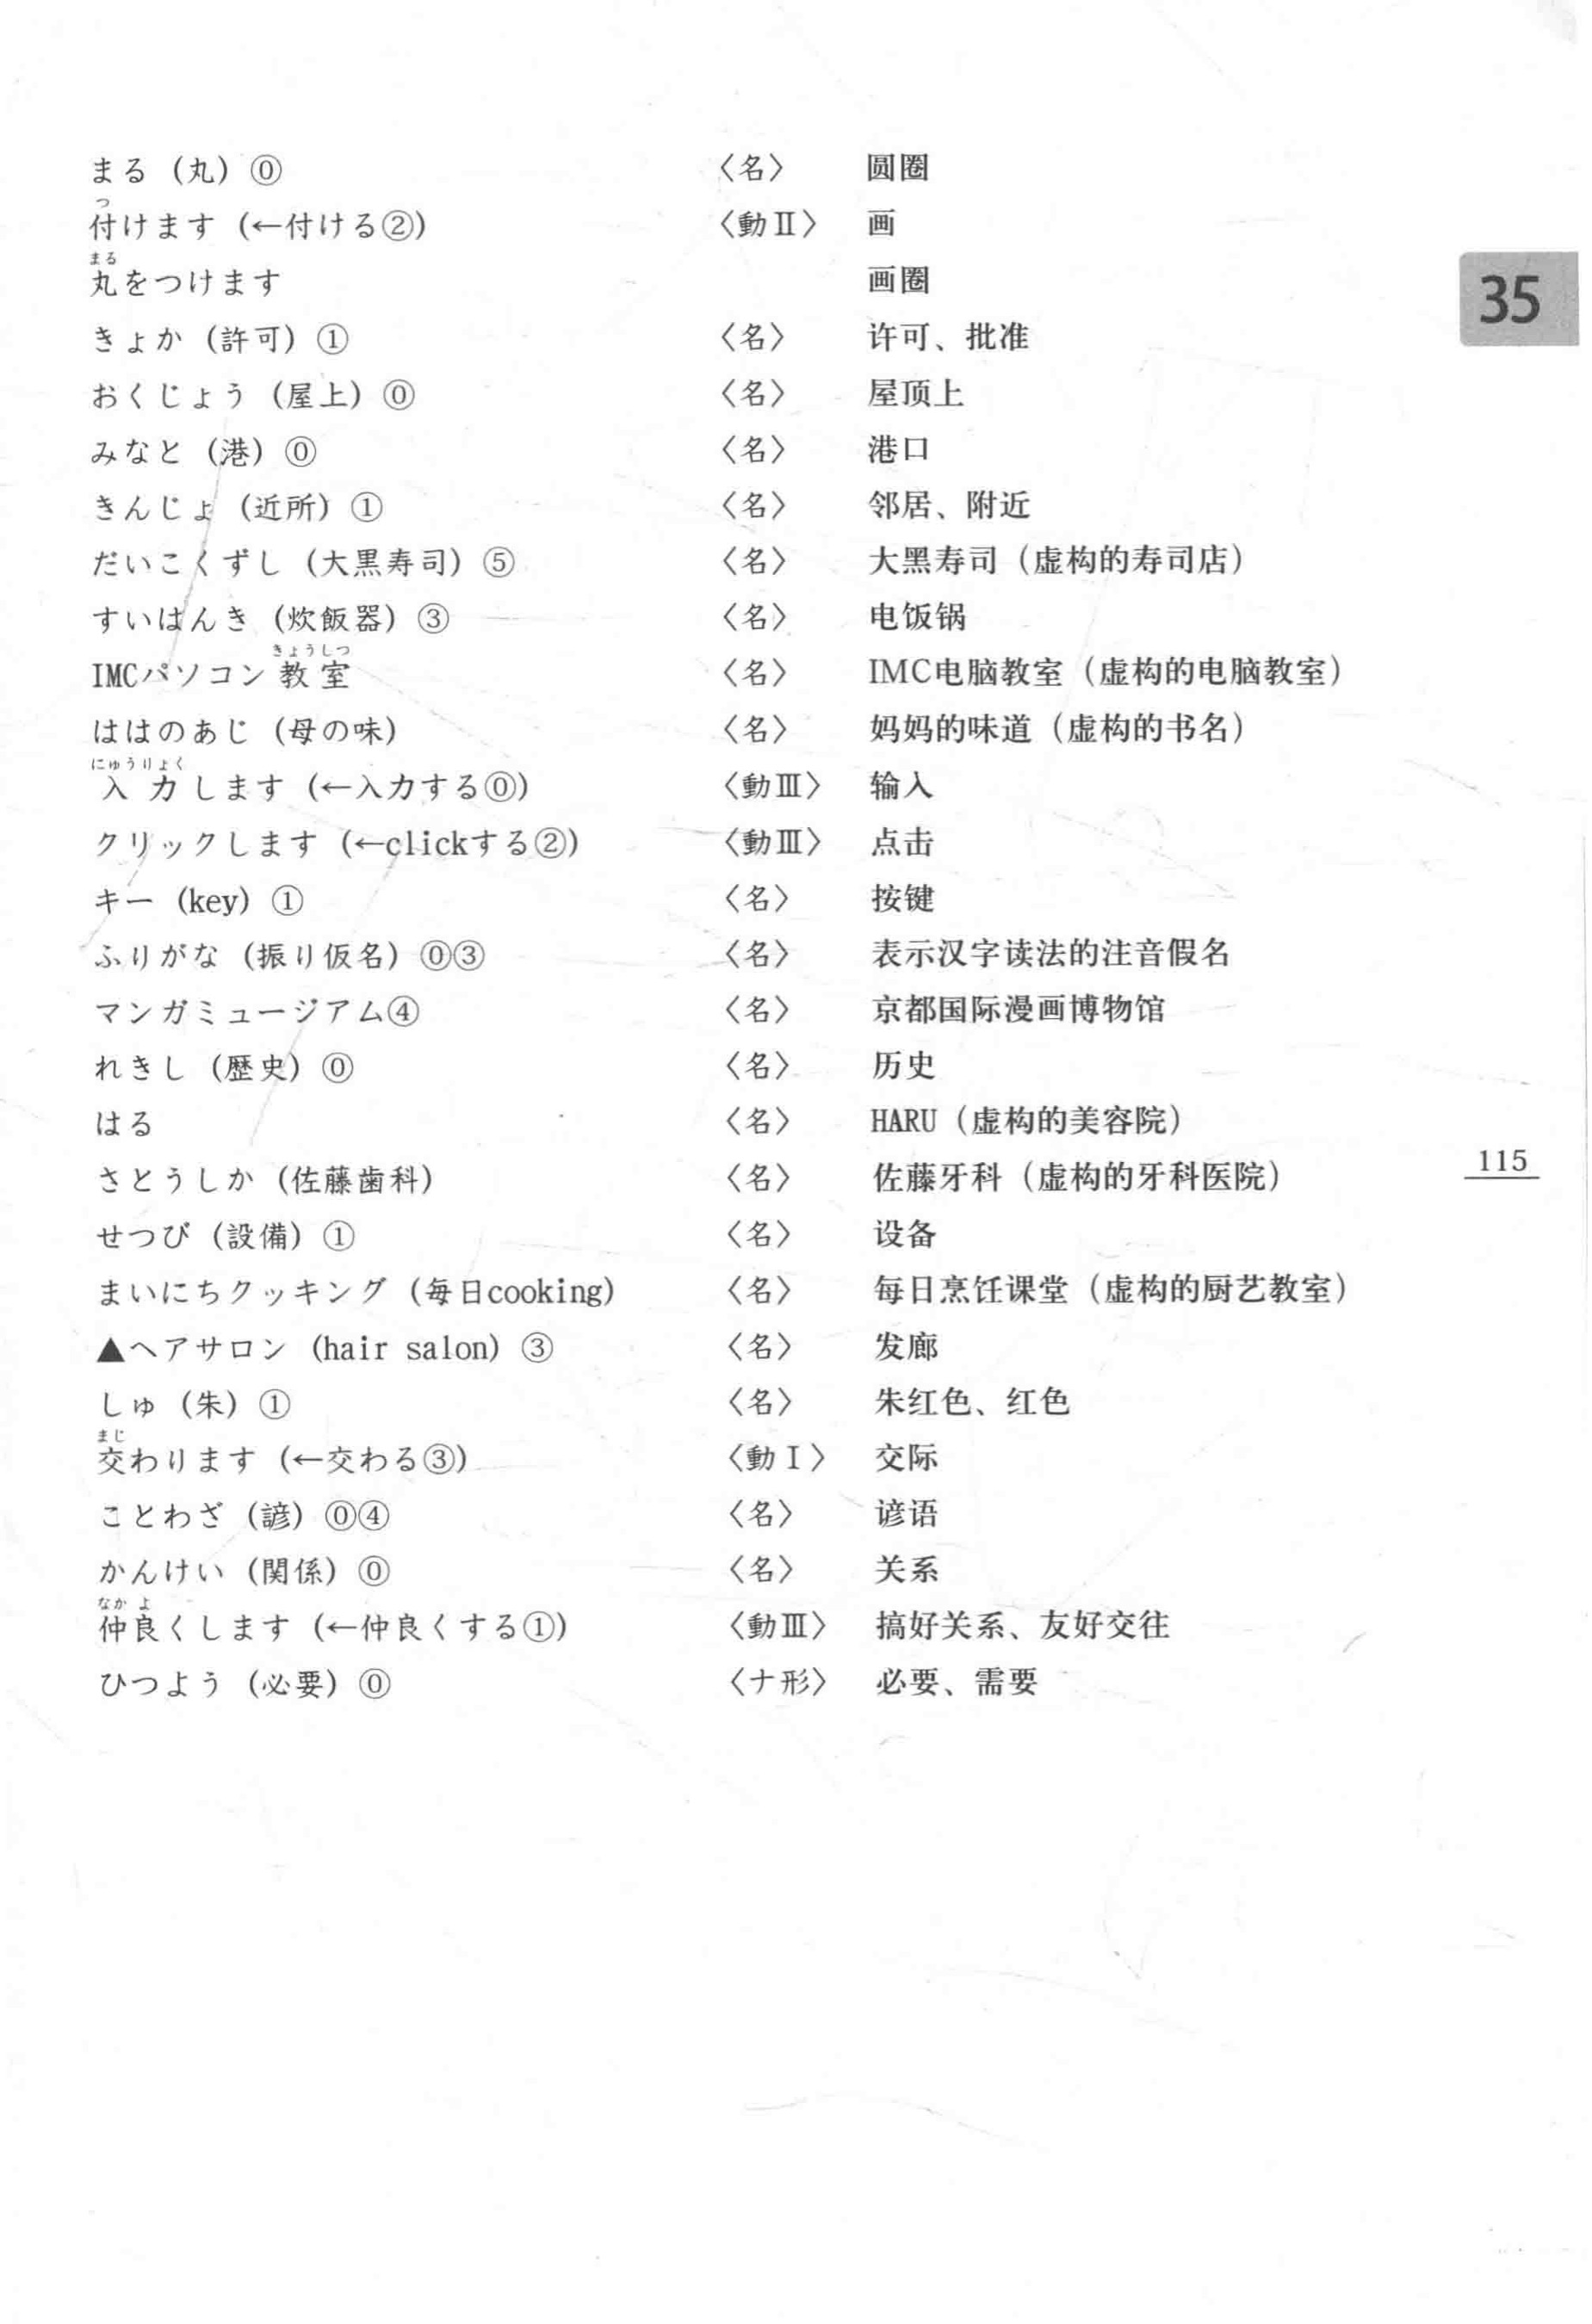 まる（丸）⓪ 〈名〉 圆圈
つ
付けます（←付ける②） 〈動Ⅱ〉 画
まる
丸をつけます 画圈
35
きょか（許可）① 〈名〉 许可、批准
おくじょう（屋上）⓪ 〈名〉 屋顶上
みなと（港）⓪ 〈名〉 港口
きんじょ（近所）① 〈名〉 邻居、附近
だいこくずし（大黒寿司）⑤ 〈名〉 大黑寿司（虚构的寿司店）
すいはんき（炊飯器）③ 〈名〉 电饭锅
きょうしつ
IMCパソコン教室 〈名〉 IMC电脑教室（虚构的电脑教室）
ははのあじ（母の味） 〈名〉 妈妈的味道（虚构的书名）
にゅうりょく
入力します（←入力する⓪） 〈動Ⅲ〉 输入
クリックします（←clickする②） 〈動Ⅲ〉 点击
キー（key）① 〈名〉 按键
ふりがな（振り仮名）⓪③ 〈名〉 表示汉字读法的注音假名
マンガミュージアム④ 〈名〉 京都国际漫画博物馆
れきし（歴史）⓪ 〈名〉 历史
はる 〈名〉 HARU（虚构的美容院）
さとうしか（佐藤歯科） 〈名〉 佐藤牙科（虚构的牙科医院）
115
せつび（設備）① 〈名〉 设备
まいにちクッキング（毎日cooking） 〈名〉 每日烹饪课堂（虚构的厨艺教室）
▲ヘアサロン（hair salon）③ 〈名〉 发廊
しゅ（朱）① 〈名〉 朱红色、红色
まじ
交わります（←交わる③） 〈動Ⅰ〉 交际
ことわざ（諺）⓪④ 〈名〉 谚语
かんけい（関係）⓪ 〈名〉 关系
なか よ
仲良くします（←仲良くする①） 〈動Ⅲ〉 搞好关系、友好交往
ひつよう（必要）⓪ 〈ナ形〉 必要、需要